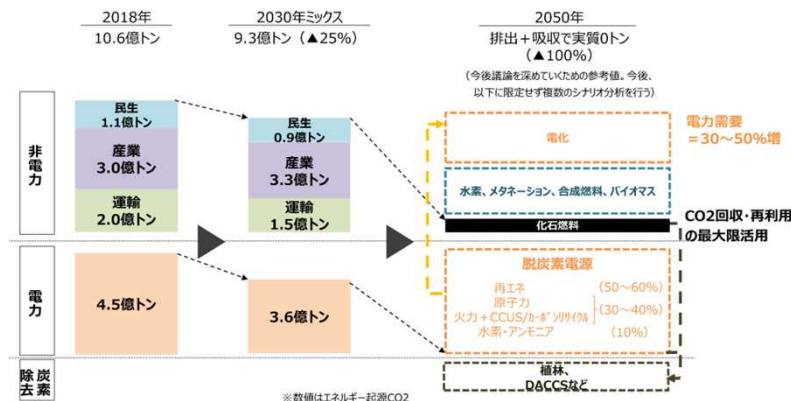 2018年
10.6億トン
2030年ミックス
9.3億トン（▲25%）
2050年
排出＋吸収で実質0トン
（▲100%）
（今後議論を深めていくための参考値。今後、
以下に限定せず複数のシナリオ分析を行う）
非電力
民生
1.1億トン
産業
3.0億トン
運輸
2.0億トン
民生
0.9億トン
産業
3.3億トン
運輸
1.5億トン
電化
電力需要
＝30～50%増
水素、メタネーション、合成燃料、バイオマス
化石燃料
CO2回収・再利用
の最大限活用
電力
4.5億トン
3.6億トン
脱炭素電源
再エネ （50～60%）
原子力
火力＋CCUS/カーボンリサイクル （30～40%）
水素・アンモニア （10%）
炭素除去
植林、
DACCSなど
※数値はエネルギー起源CO2